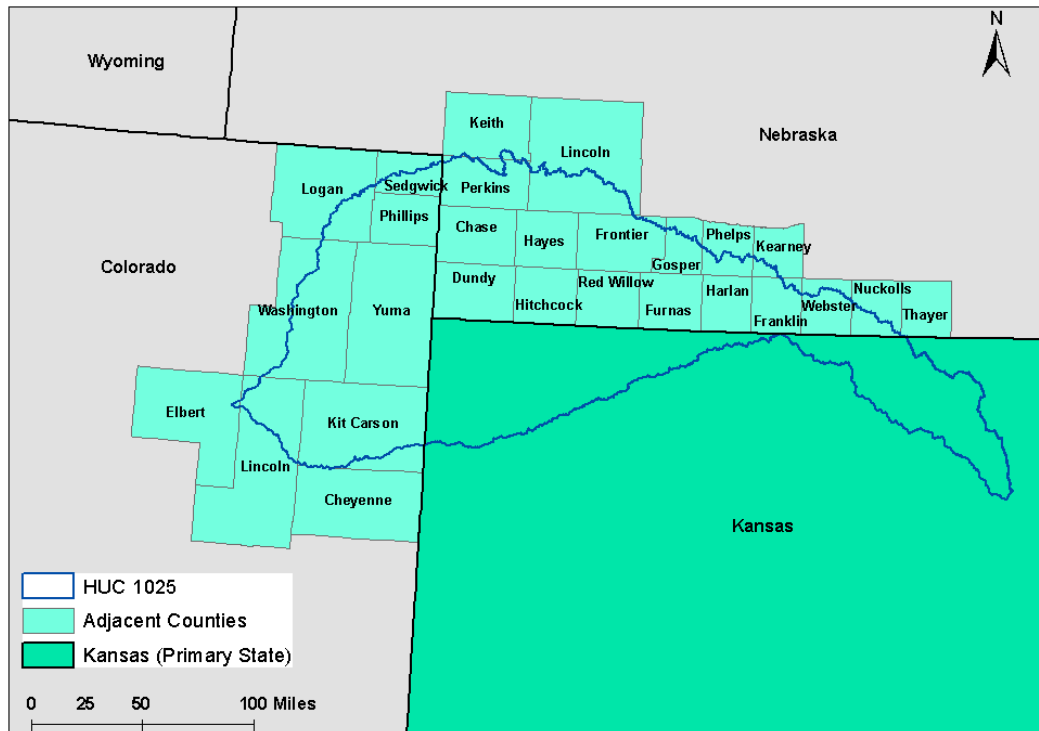 N
Wyoming
Nebraska
Keith
Lincoln
Logan
Sedgwick
Perkins
Phillips
Chase
Hayes
Frontier
Phelps
Kearney
Gosper
Colorado
Dundy
Hitchcock
Red Willow
Furnas
Harlan
Franklin
Webster
Nuckolls
Thayer
Washington
Yuma
Elbert
Kit Carson
Lincoln
Cheyenne
Kansas
HUC 1025
Adjacent Counties
Kansas (Primary State)
0 25 50 100 Miles